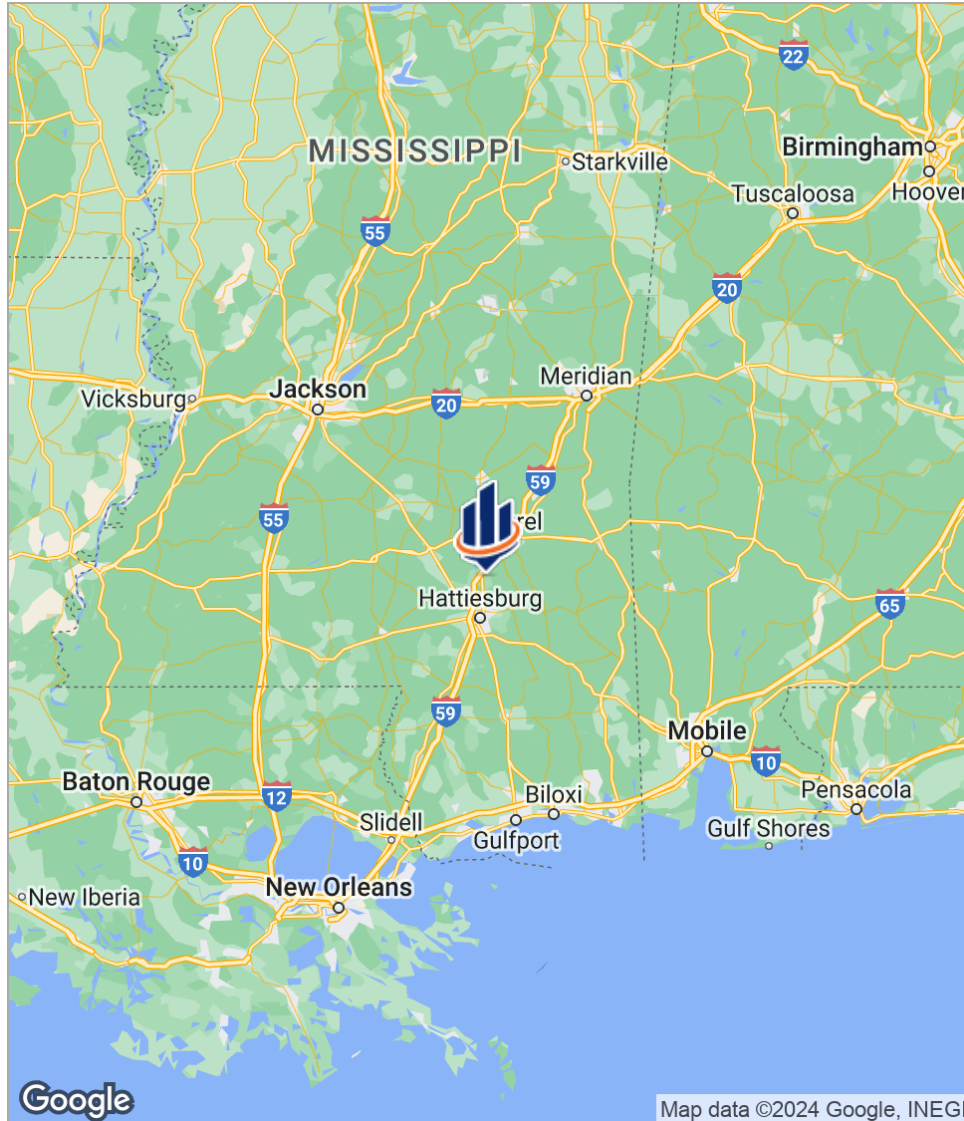 22
MISSISSIPPI
Starkville
Birmingham
Hoover
Tuscaloosa
55
20
Meridian
Jackson
Vicksburg
20
59
55
rel
Hattiesburg
65
59
Mobile
10
Baton Rouge
12
Biloxi
Pensacola
Slidell
Gulfport
Gulf Shores
10
New Orleans
New Iberia
Google
Map data ©2024 Google, INEGI